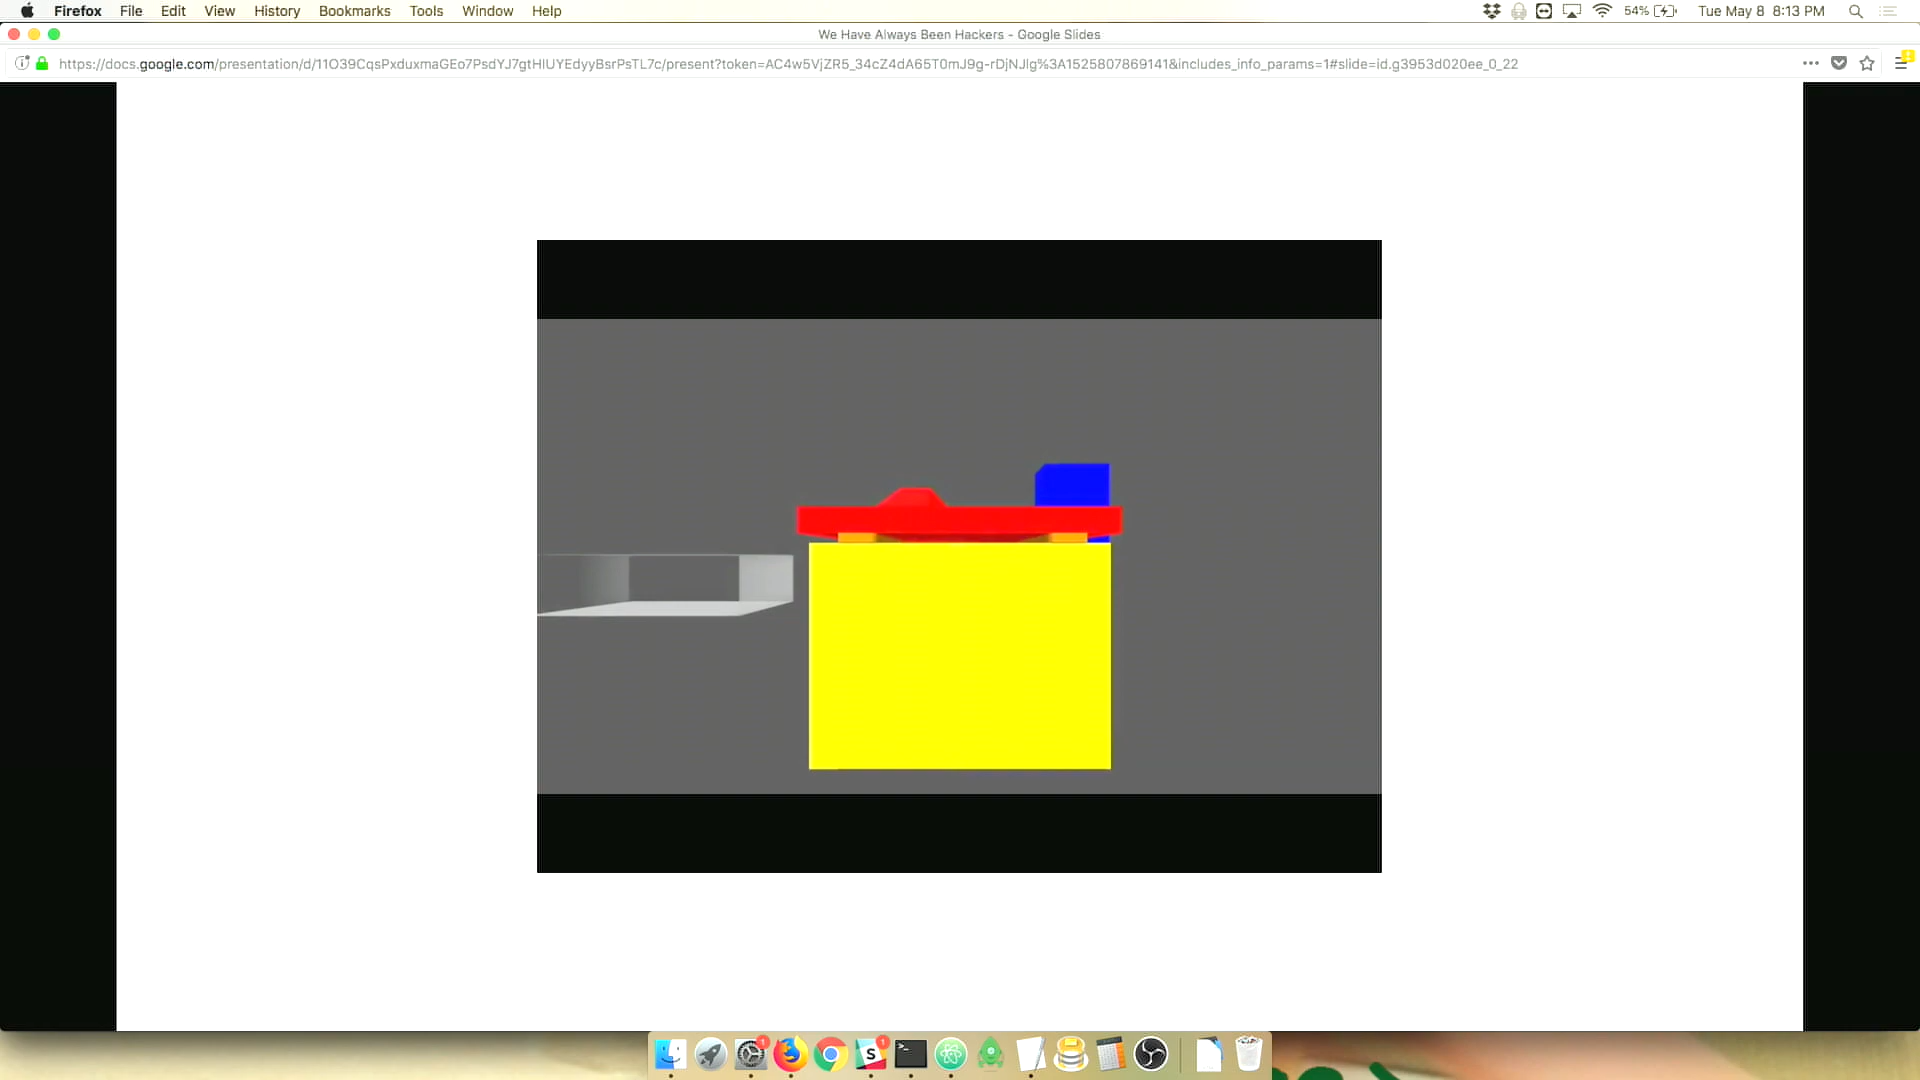 Firefox File Edit View History Bookmarks Tools Window Help 54% Tue May 8 8:13 PM
We Have Always Been Hackers - Google Slides
https://docs.google.com/presentation/d/11O39CqsPxduxmaGEo7PsdYJ7gtHIUYEdyyBsrPsTL7c/present?token=AC4w5VjZR5_34cZ4dA65T0mJ9g-rDjNJlg%3A1525807869141&includes_info_params=1#slide=id.g3953d020ee_0_22
1 1